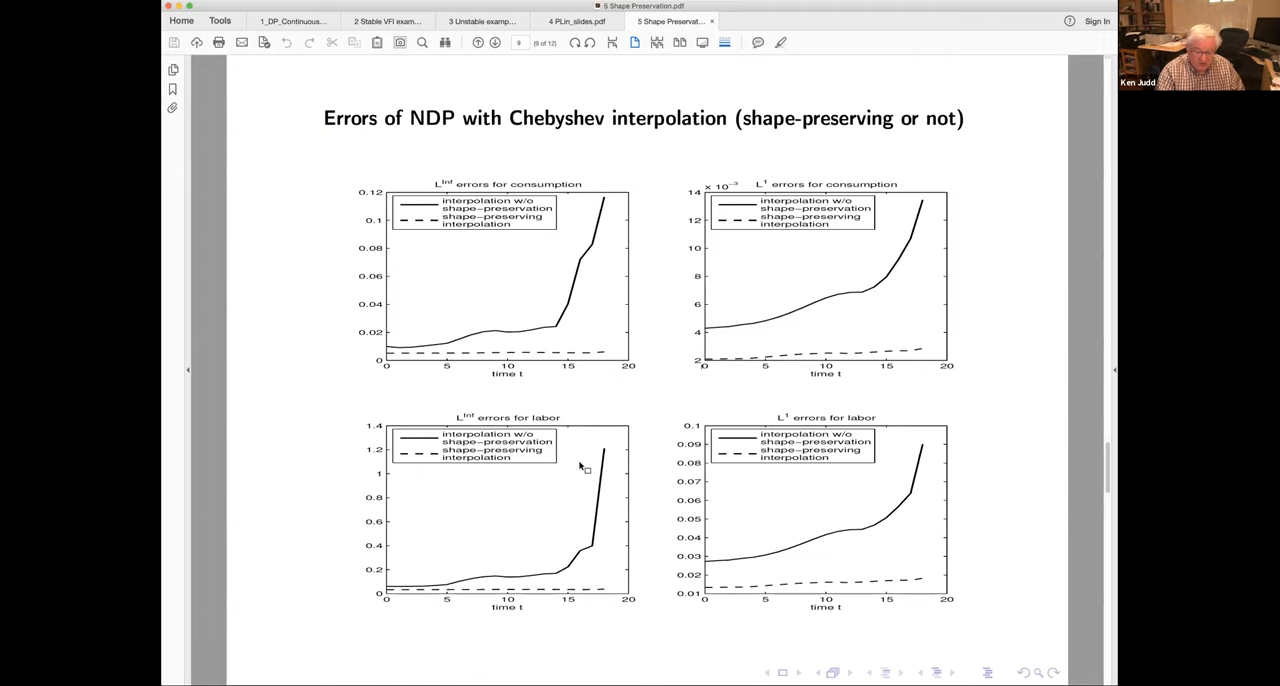 5 Shape Preservation.pdf
Home Tools 1_DP_Continuous... 2 Stable VFI exam... 3 Unstable examp... 4 PLin_slides.pdf 5 Shape Preservat... × ? Sign In
9 (9 of 12)
Ken Judd
Errors of NDP with Chebyshev interpolation (shape-preserving or not)
L^Inf errors for consumption
interpolation w/o
shape-preservation
shape-preserving
interpolation
0.12
0.1
0.08
0.06
0.04
0.02
0
0 5 10 15 20
time t
× 10^-3 L^1 errors for consumption
interpolation w/o
shape-preservation
shape-preserving
interpolation
14
12
10
8
6
4
2
0 5 10 15 20
time t
L^Inf errors for labor
interpolation w/o
shape-preservation
shape-preserving
interpolation
1.4
1.2
1
0.8
0.6
0.4
0.2
0
0 5 10 15 20
time t
L^1 errors for labor
interpolation w/o
shape-preservation
shape-preserving
interpolation
0.1
0.09
0.08
0.07
0.06
0.05
0.04
0.03
0.02
0.01
0 5 10 15 20
time t